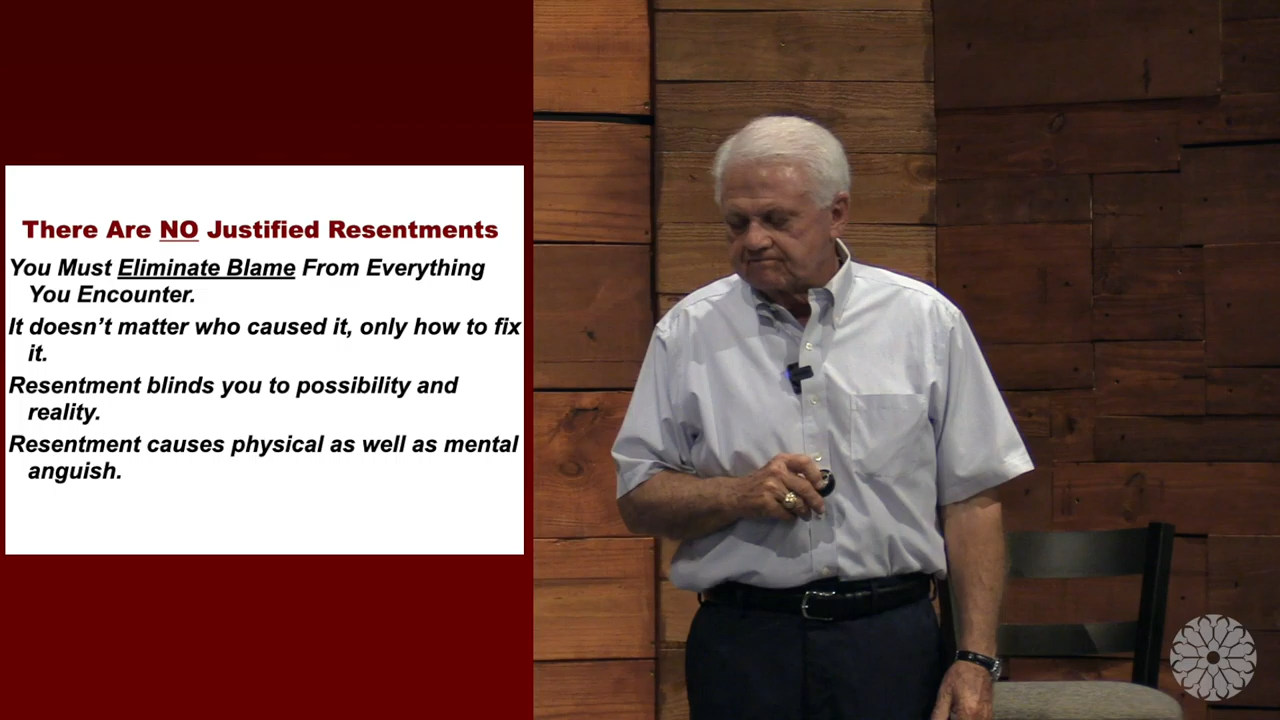 There Are NO Justified Resentments
You Must Eliminate Blame From Everything
You Encounter.
It doesn’t matter who caused it, only how to fix
it.
Resentment blinds you to possibility and
reality.
Resentment causes physical as well as mental
anguish.